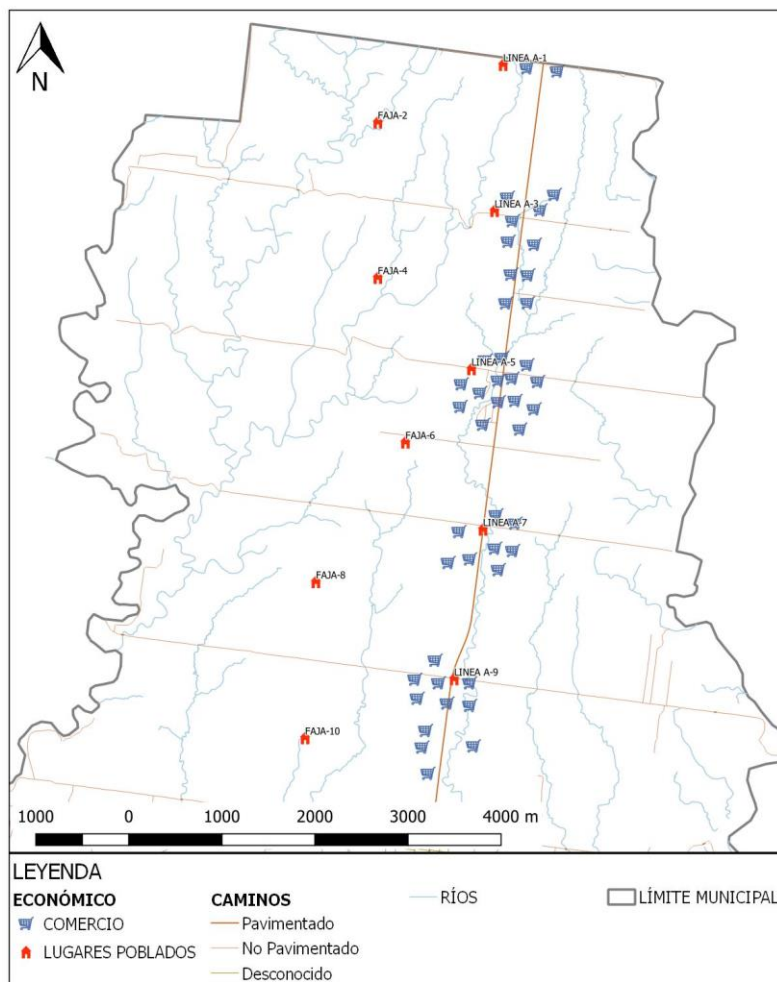 LINEA A-1
N
FAJA-2
LINEA A-3
FAJA-4
LINEA A-5
FAJA-6
LINEA A-7
FAJA-8
LINEA A-9
FAJA-10
1000 0 1000 2000 3000 4000 m
LEYENDA
ECONÓMICO
COMERCIO
LUGARES POBLADOS
CAMINOS
Pavimentado
No Pavimentado
Desconocido
RÍOS
LÍMITE MUNICIPAL